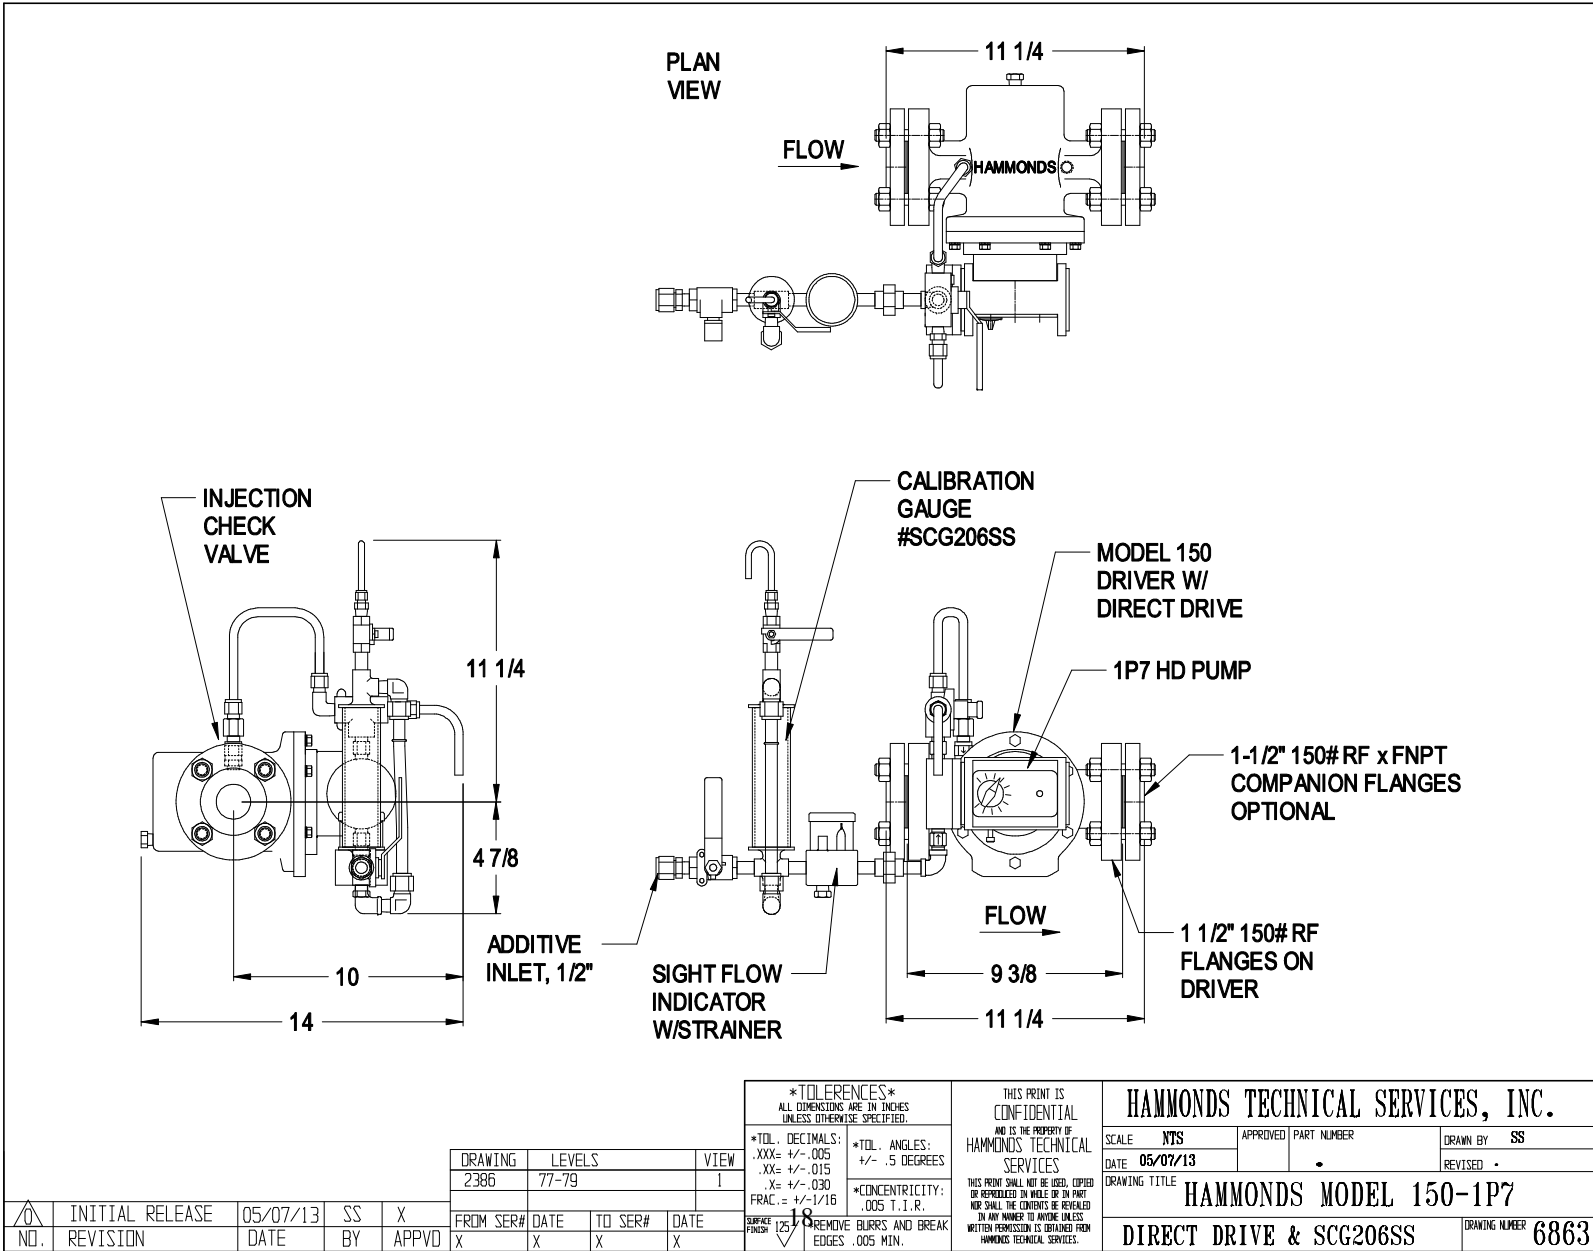 PLAN
VIEW
11 1/4
FLOW
HAMMONDS
INJECTION
CHECK
VALVE
CALIBRATION
GAUGE
#SCG206SS
MODEL 150
DRIVER W/
DIRECT DRIVE
11 1/4
1P7 HD PUMP
1-1/2" 150# RF x FNPT
COMPANION FLANGES
OPTIONAL
4 7/8
FLOW
ADDITIVE
INLET, 1/2"
1 1/2" 150# RF
FLANGES ON
DRIVER
SIGHT FLOW
INDICATOR
W/STRAINER
10
9 3/8
14
11 1/4
*TOLERENCES*
ALL DIMENSIONS ARE IN INCHES
UNLESS OTHERWISE SPECIFIED.
*TOL. DECIMALS:
.XXX= +/-.005
.XX= +/-.015
.X= +/-.030
FRAC.= +/-1/16
*TOL. ANGLES:
+/- .5 DEGREES
*CONCENTRICITY:
.005 T.I.R.
SURFACE
FINISH 125
18
*REMOVE BURRS AND BREAK
EDGES .005 MIN.
THIS PRINT IS
CONFIDENTIAL
AND IS THE PROPERTY OF
HAMMONDS TECHNICAL
SERVICES
THIS PRINT SHALL NOT BE USED, COPIED
OR REPRODUCED IN WHOLE OR IN PART
NOR SHALL THE CONTENTS BE REVEALED
IN ANY MANNER TO ANYONE UNLESS
WRITTEN PERMISSION IS OBTAINED FROM
HAMMONDS TECHNICAL SERVICES.
HAMMONDS TECHNICAL SERVICES, INC.
SCALE NTS
APPROVED
PART NUMBER
DRAWN BY SS
DATE 05/07/13
REVISED
DRAWING TITLE HAMMONDS MODEL 150-1P7
DIRECT DRIVE & SCG206SS
DRAWING NUMBER 6863
DRAWING LEVELS VIEW
2386 77-79 1
FROM SER# DATE TO SER# DATE
X X X X
0 INITIAL RELEASE 05/07/13 SS X
NO. REVISION DATE BY APPVD